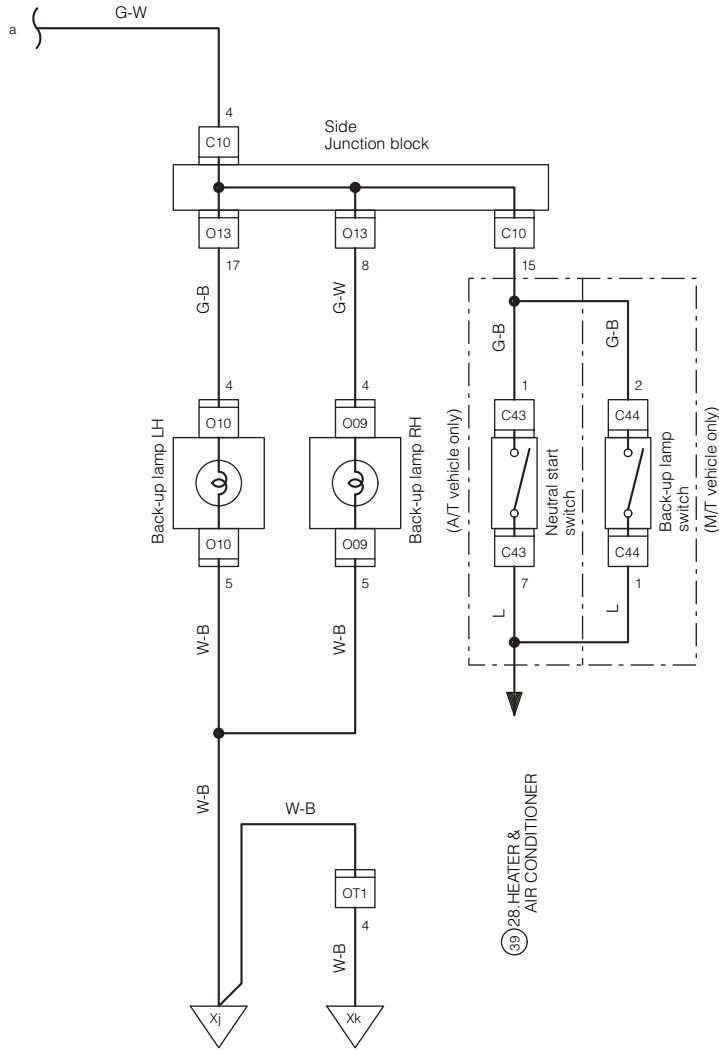 G-W
a
4
C10
Side
Junction block
O13
O13
C10
17
8
15
G-B
G-W
G-B
G-B
4
4
1
2
O10
O09
C43
C44
Back-up lamp LH
Back-up lamp RH
(A/T vehicle only)
Neutral start
switch
Back-up lamp
switch
(M/T vehicle only)
O10
O09
C43
C44
5
5
7
1
W-B
W-B
L
L
W-B
W-B
OT1
4
W-B
39 28.HEATER &
AIR CONDITIONER
Xj
Xk